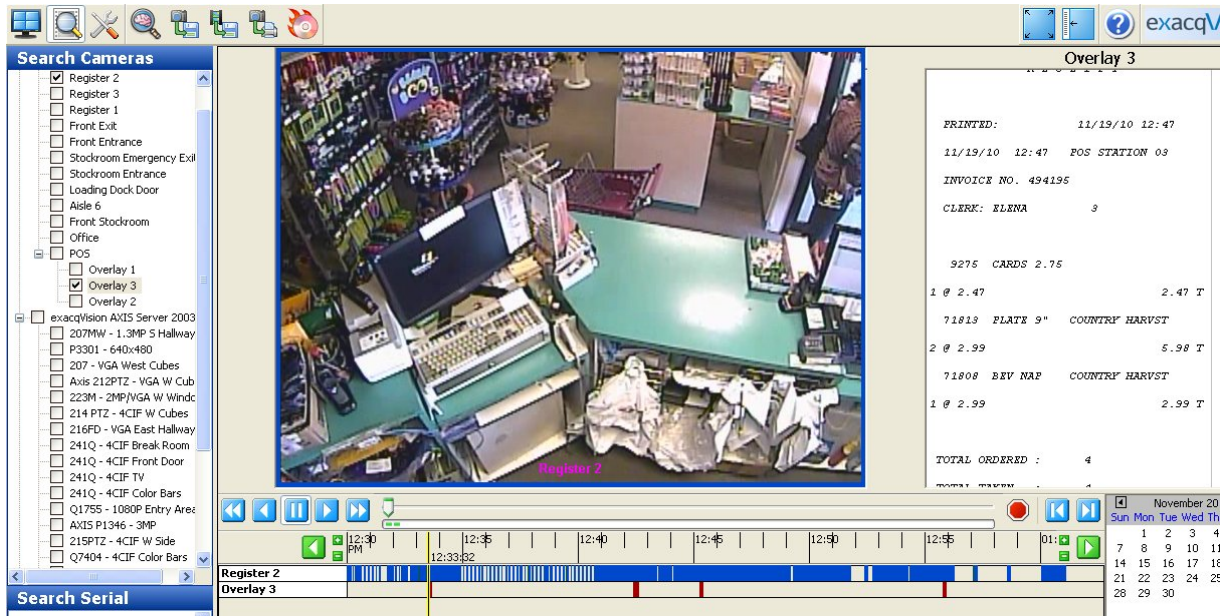 exacqV
Search Cameras
Register 2
Register 3
Register 1
Front Exit
Front Entrance
Stockroom Emergency Exi
Stockroom Entrance
Loading Dock Door
Aisle 6
Front Stockroom
Office
POS
Overlay 1
Overlay 3
Overlay 2
exacqVision AXIS Server 2003
207MW - 1.3MP S Hallway
P3301 - 640x480
207 - VGA West Cubes
Axis 212PTZ - VGA W Cub
223M - 2MP/VGA W Windo
214 PTZ - 4CIF W Cubes
216FD - VGA East Hallway
241Q - 4CIF Break Room
241Q - 4CIF Front Door
241Q - 4CIF TV
241Q - 4CIF Color Bars
Q1755 - 1080P Entry Area
AXIS P1346 - 3MP
215PTZ - 4CIF W Side
Q7404 - 4CIF Color Bars
Search Serial
Register 2
Overlay 3
PRINTED: 11/19/10 12:47
11/19/10 12:47 POS STATION 03
INVOICE NO. 494195
CLERK: ELENA 3
9275 CARDS 2.75
1 @ 2.47 2.47 T
71813 PLATE 9" COUNTRY HARVST
2 @ 2.99 5.98 T
71808 BEV NAP COUNTRY HARVST
1 @ 2.99 2.99 T
TOTAL ORDERED : 4
12:30 PM 12:35 12:40 12:45 12:50 12:55 01:
12:33:32
Register 2
Overlay 3
November 20
Sun Mon Tue Wed Th
1 2 3 4
7 8 9 10 11
14 15 16 17 18
21 22 23 24 25
28 29 30